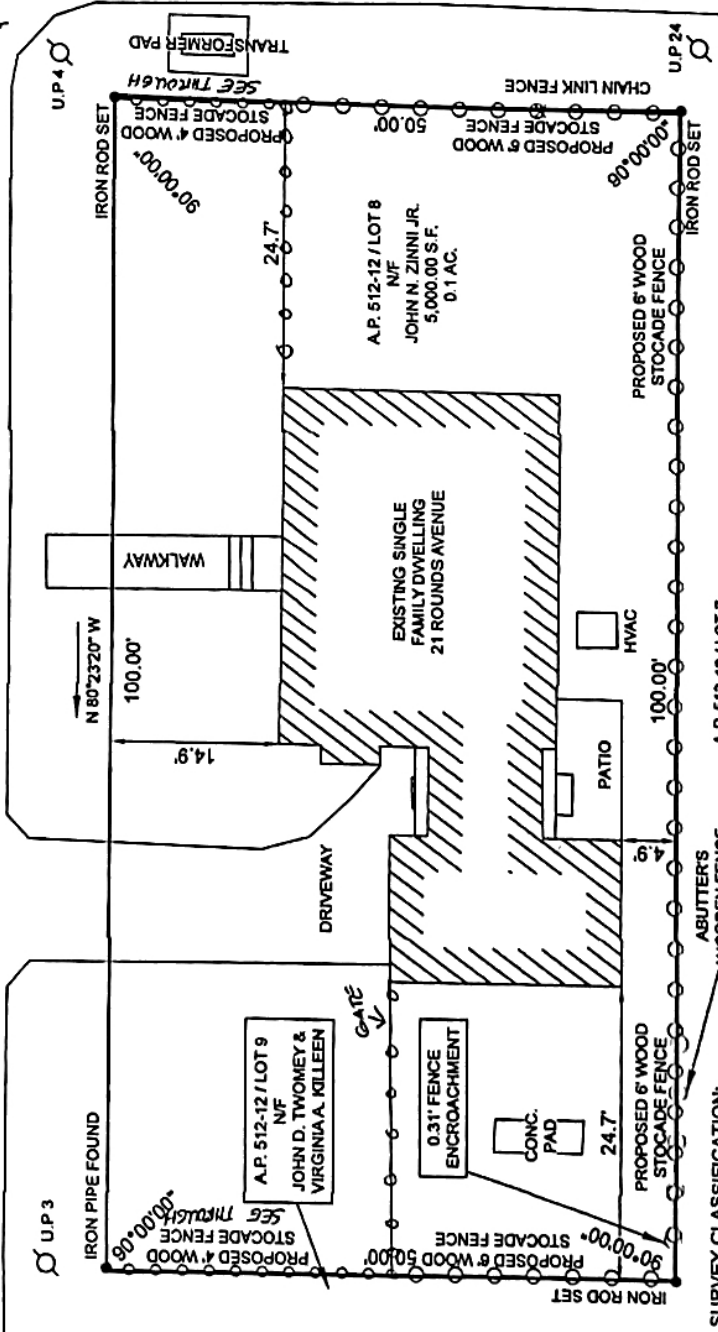 U.P 3
IRON PIPE FOUND
90°00'00"
PROPOSED 4' WOOD
STOCADE FENCE
SEE THROUGH
A.P. 512-12 / LOT 9
N/F
JOHN D. TWOMEY &
VIRGINIA A. KILLEEN
GATE
DRIVEWAY
N 80°23'20" W
100.00'
14.9'
WALKWAY
IRON ROD SET
90°00'00"
U.P 4
TRANSFORMER PAD
SEE THROUGH
PROPOSED 4' WOOD
STOCADE FENCE
24.7'
50.00'
PROPOSED 6' WOOD
STOCADE FENCE
CHAIN LINK FENCE
A.P. 512-12 / LOT 8
N/F
JOHN N. ZINNI JR.
5,000.00 S.F.
0.1 AC.
EXISTING SINGLE
FAMILY DWELLING
21 ROUNDS AVENUE
0.31' FENCE
ENCROACHMENT
CONC.
PAD
24.7'
PROPOSED 6' WOOD 50.00'
STOCADE FENCE
90°00'00"
IRON ROD SET
PROPOSED 6' WOOD
STOCADE FENCE
4.9'
PATIO
HVAC
100.00'
PROPOSED 6' WOOD
STOCADE FENCE
90°00'00"
IRON ROD SET
U.P 24
ABUTTER'S
WOODEN FENCE
SURVEY CLASSIFICATION: